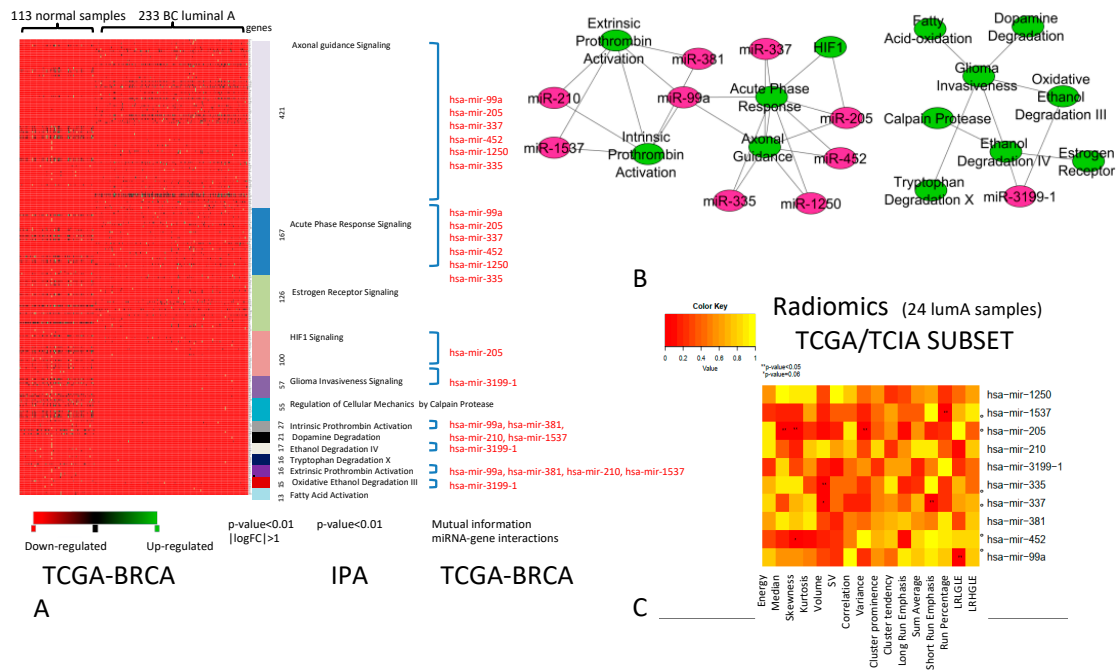 113 normal samples
233 BC luminal A
genes
Axonal guidance Signaling
421
hsa-mir-99a
hsa-mir-205
hsa-mir-337
hsa-mir-452
hsa-mir-1250
hsa-mir-335
Acute Phase Response Signaling
167
hsa-mir-99a
hsa-mir-205
hsa-mir-337
hsa-mir-452
hsa-mir-1250
hsa-mir-335
Estrogen Receptor Signaling
126
HIF1 Signaling
100
hsa-mir-205
Glioma Invasiveness Signaling
57
hsa-mir-3199-1
Regulation of Cellular Mechanics by Calpain Protease
55
Intrinsic Prothrombin Activation
27
hsa-mir-99a, hsa-mir-381,
hsa-mir-210, hsa-mir-1537
Dopamine Degradation
21
Ethanol Degradation IV
17
hsa-mir-3199-1
Tryptophan Degradation X
16
Extrinsic Prothrombin Activation
16
hsa-mir-99a, hsa-mir-381, hsa-mir-210, hsa-mir-1537
Oxidative Ethanol Degradation III
15
hsa-mir-3199-1
Fatty Acid Activation
13
Down-regulated
Up-regulated
p-value<0.01
|logFC|>1
p-value<0.01
Mutual information
miRNA-gene interactions
TCGA-BRCA
IPA
TCGA-BRCA
A
Extrinsic
Prothrombin
Activation
miR-381
miR-337
HIF1
miR-210
miR-99a
Acute Phase
Response
miR-205
miR-1537
Intrinsic
Prothrombin
Activation
Axonal
Guidance
miR-452
miR-335
miR-1250
Fatty
Acid-oxidation
Dopamine
Degradation
Glioma
Invasiveness
Oxidative
Ethanol
Degradation III
Calpain Protease
Ethanol
Degradation IV
Estrogen
Receptor
Tryptophan
Degradation X
miR-3199-1
B
Color Key
0 0.2 0.4 0.6 0.8 1
Value
Radiomics (24 lumA samples)
TCGA/TCIA SUBSET
**p-value<0.05
*p-value=0.06
hsa-mir-1250
hsa-mir-1537
hsa-mir-205
hsa-mir-210
hsa-mir-3199-1
hsa-mir-335
hsa-mir-337
hsa-mir-381
hsa-mir-452
hsa-mir-99a
Energy
Median
Skewness
Kurtosis
Volume
SV
Correlation
Variance
Cluster prominence
Cluster tendency
Long Run Emphasis
Sum Average
Short Run Emphasis
Run Percentage
LRLGLE
LRHGLE
C